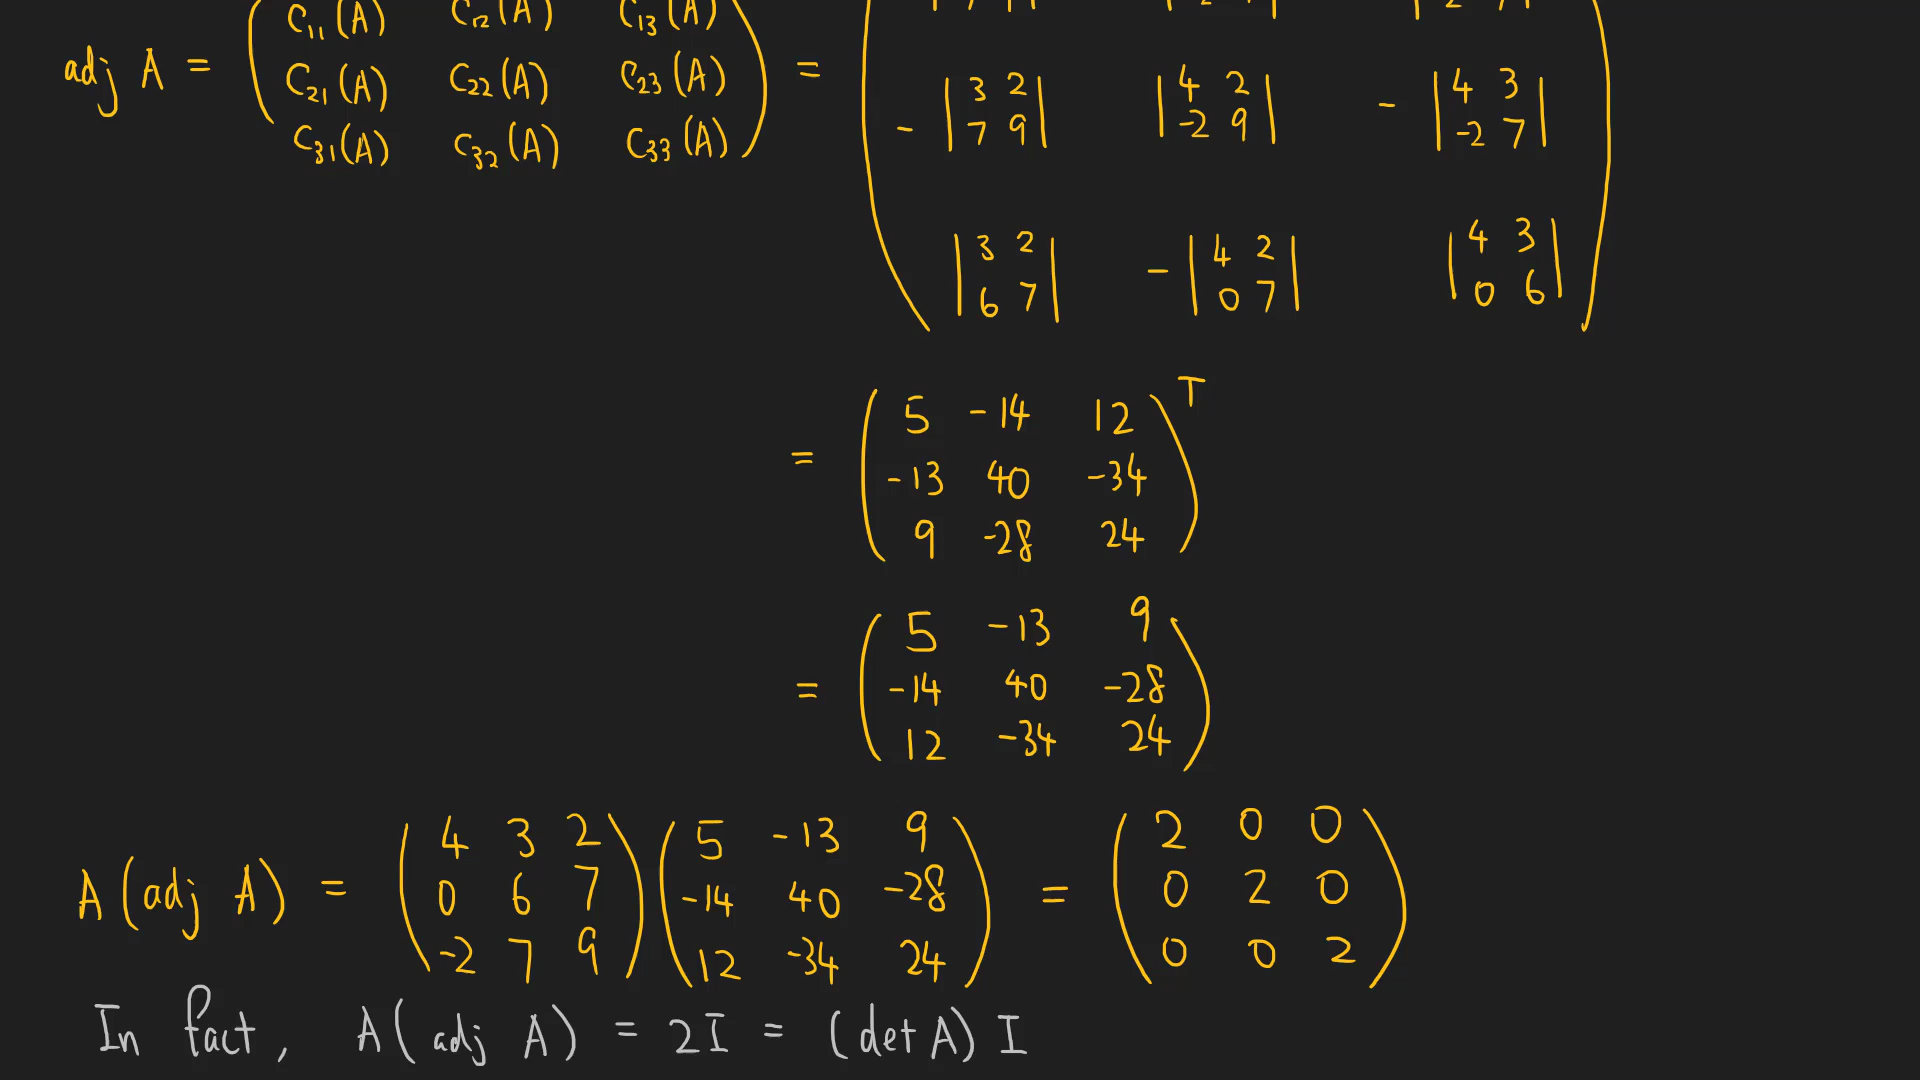 adj A = ( C₁₁(A) C₁₂(A) C₁₃(A)
C₂₁(A) C₂₂(A) C₂₃(A)
C₃₁(A) C₃₂(A) C₃₃(A) ) =
- | 3 2 | | 4 2 | - | 4 3 |
| 7 9 | | -2 9 | | -2 7 |
| 3 2 | - | 4 2 | | 4 3 |
| 6 7 | | 0 7 | | 0 6 |
= ( 5 -14 12
-13 40 -34
9 -28 24 )ᵀ
= ( 5 -13 9
-14 40 -28
12 -34 24 )
A (adj A) = ( 4 3 2 ) ( 5 -13 9 ) = ( 2 0 0 )
( 0 6 7 ) ( -14 40 -28 ) ( 0 2 0 )
( -2 7 9 ) ( 12 -34 24 ) ( 0 0 2 )
In fact, A( adj A) = 2I = (det A) I